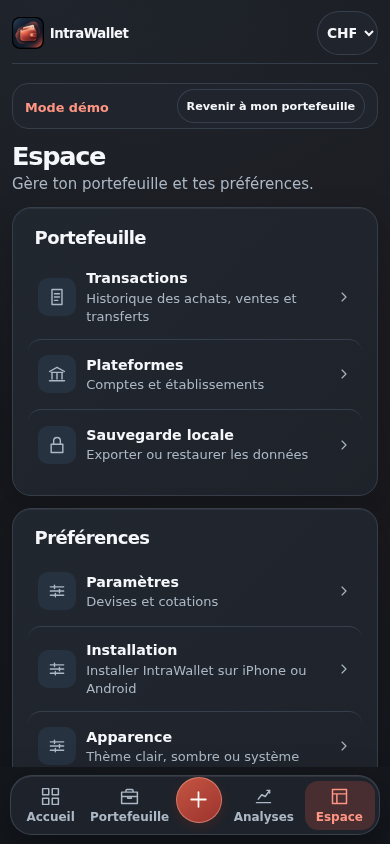 IntraWallet
CHF
Mode démo
Revenir à mon portefeuille
Espace
Gère ton portefeuille et tes préférences.
Portefeuille
Transactions
Historique des achats, ventes et
transferts
Plateformes
Comptes et établissements
Sauvegarde locale
Exporter ou restaurer les données
Préférences
Paramètres
Devises et cotations
Installation
Installer IntraWallet sur iPhone ou
Android
Apparence
Thème clair, sombre ou système
Accueil
Portefeuille
Analyses
Espace